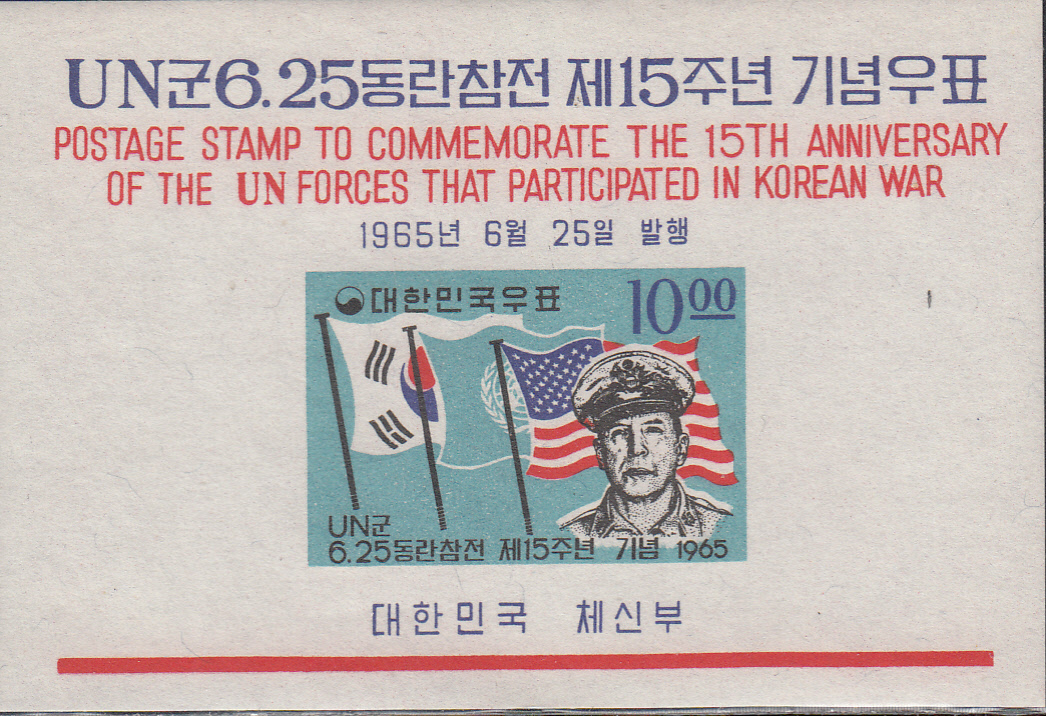 UN군6.25동란참전 제15주년 기념우표
POSTAGE STAMP TO COMMEMORATE THE 15TH ANNIVERSARY
OF THE UN FORCES THAT PARTICIPATED IN KOREAN WAR
1965년 6월 25일 발행
대한민국우표 1000
UN군
6.25동란참전 제15주년 기념 1965
대한민국 체신부